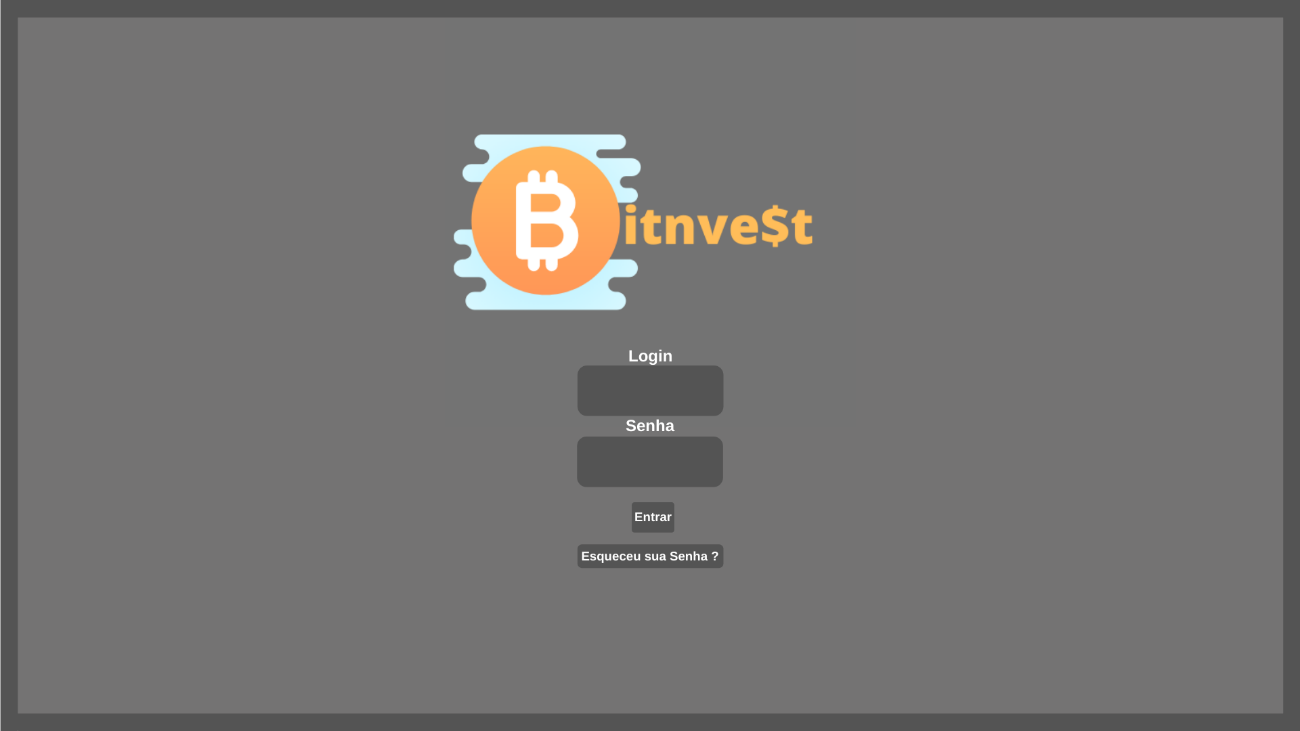 Bitnve$t
Login
Senha
Entrar
Esqueceu sua Senha ?